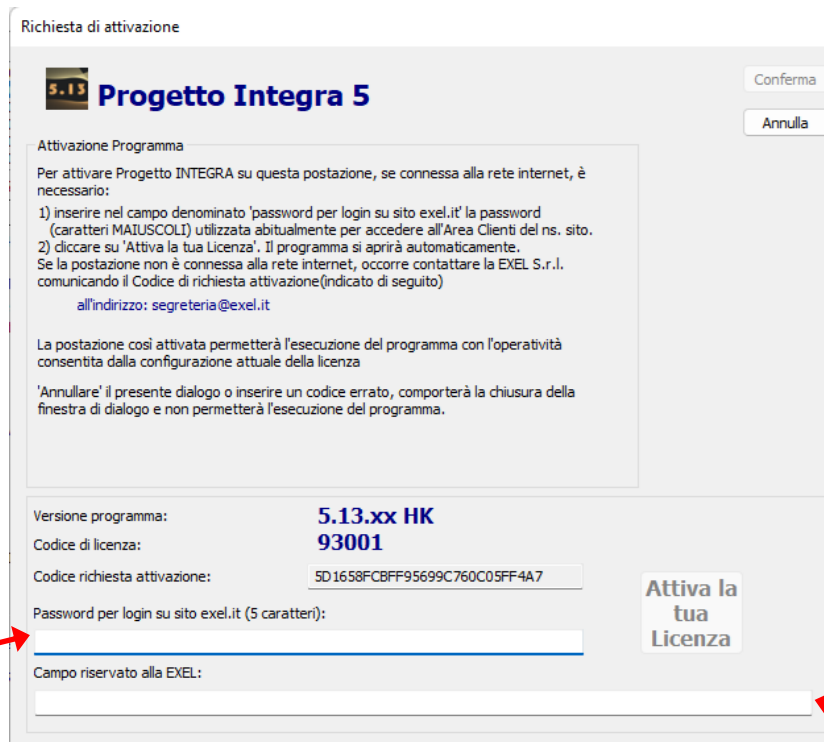 Richiesta di attivazione
5.13
Progetto Integra 5
Conferma
Annulla
Attivazione Programma
Per attivare Progetto INTEGRA su questa postazione, se connessa alla rete internet, è
necessario:
1) inserire nel campo denominato 'password per login su sito exel.it' la password
(caratteri MAIUSCOLI) utilizzata abitualmente per accedere all'Area Clienti del ns. sito.
2) cliccare su 'Attiva la tua Licenza'. Il programma si aprirà automaticamente.
Se la postazione non è connessa alla rete internet, occorre contattare la EXEL S.r.l.
comunicando il Codice di richiesta attivazione(indicato di seguito)
all'indirizzo: segreteria@exel.it
La postazione così attivata permetterà l'esecuzione del programma con l'operatività
consentita dalla configurazione attuale della licenza
'Annullare' il presente dialogo o inserire un codice errato, comporterà la chiusura della
finestra di dialogo e non permetterà l'esecuzione del programma.
Versione programma: 5.13.xx HK
Codice di licenza: 93001
Codice richiesta attivazione: 5D1658FCBFF95699C760C05FF4A7
Password per login su sito exel.it (5 caratteri):
Attiva la
tua
Licenza
Campo riservato alla EXEL: